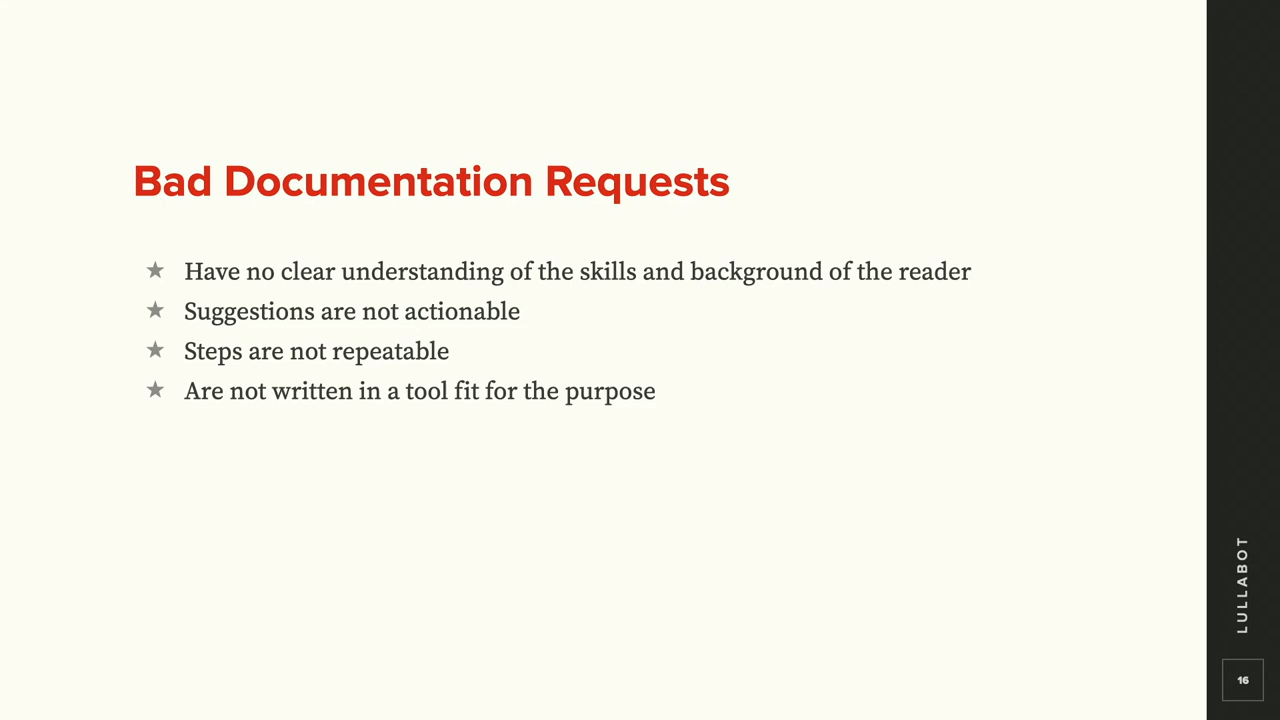 Bad Documentation Requests
★ Have no clear understanding of the skills and background of the reader
★ Suggestions are not actionable
★ Steps are not repeatable
★ Are not written in a tool fit for the purpose
LULLABOT
16